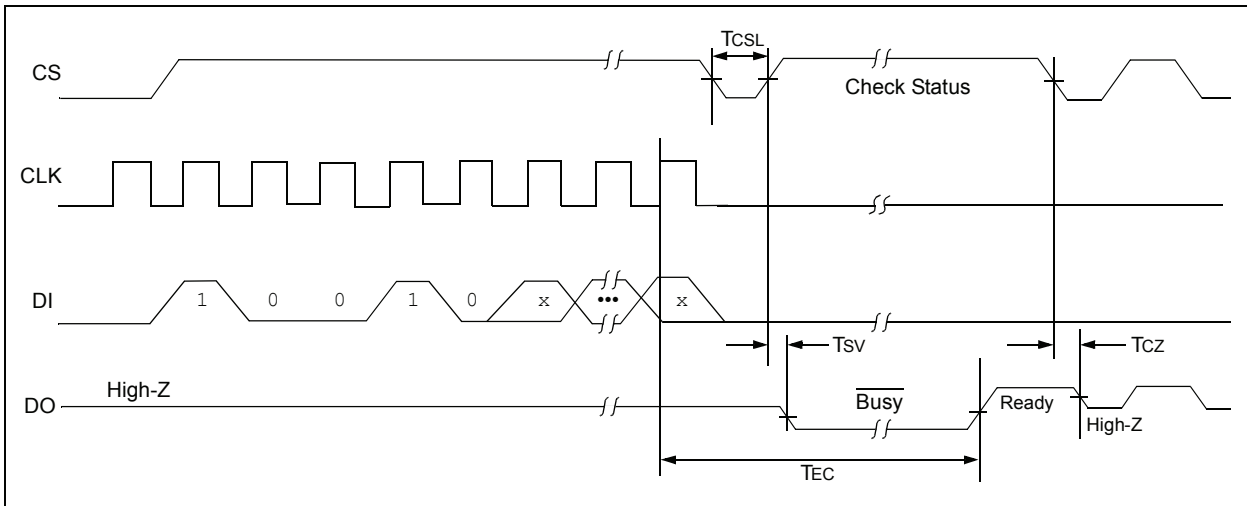 TCSL
CS
Check Status
CLK
DI
1 0 0 1 0 x ••• x
TSV
TCZ
High-Z
DO
Busy
Ready
High-Z
TEC